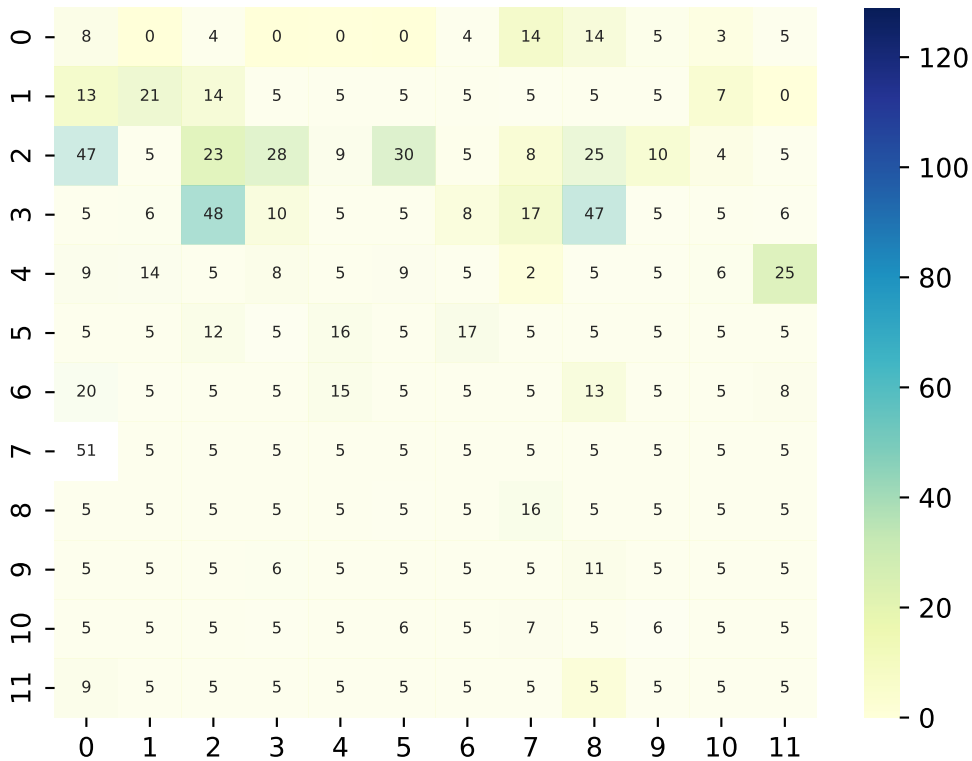 0 8 0 4 0 0 0 4 14 14 5 3 5
1 13 21 14 5 5 5 5 5 5 5 7 0
2 47 5 23 28 9 30 5 8 25 10 4 5
3 5 6 48 10 5 5 8 17 47 5 5 6
4 9 14 5 8 5 9 5 2 5 5 6 25
5 5 5 12 5 16 5 17 5 5 5 5 5
6 20 5 5 5 15 5 5 5 13 5 5 8
7 51 5 5 5 5 5 5 5 5 5 5 5
8 5 5 5 5 5 5 5 16 5 5 5 5
9 5 5 5 6 5 5 5 5 11 5 5 5
10 5 5 5 5 5 6 5 7 5 6 5 5
11 9 5 5 5 5 5 5 5 5 5 5 5
0 1 2 3 4 5 6 7 8 9 10 11
120
100
80
60
40
20
0